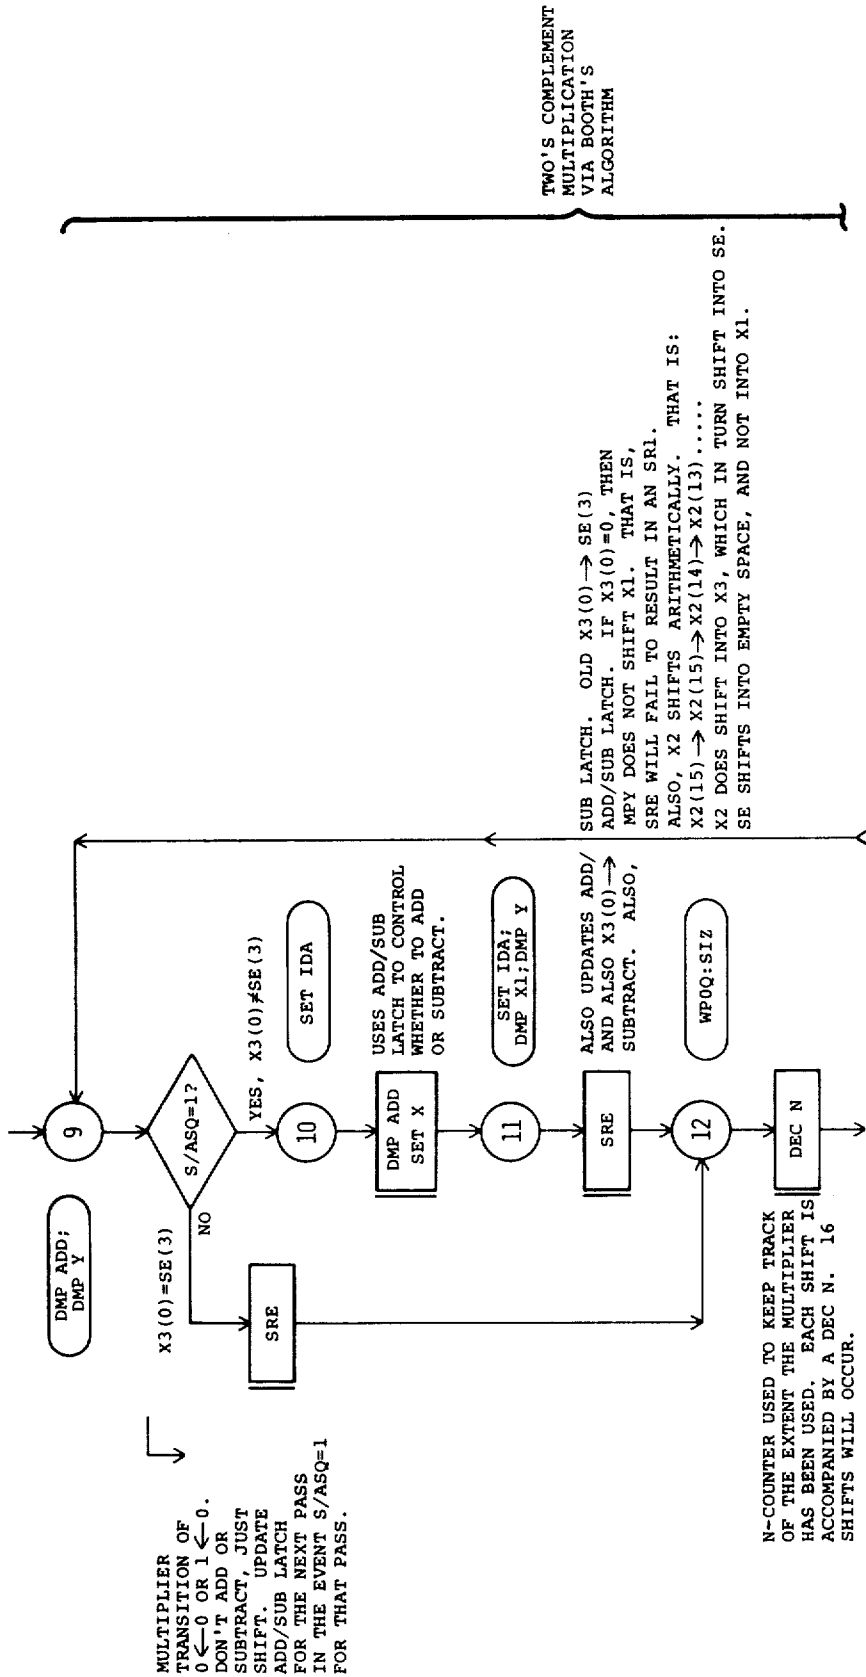 DMP ADD;
DMP Y
9
S/ASQ=1?
X3(0)=SE(3)
NO
YES, X3(0)≠SE(3)
MULTIPLIER
TRANSITION OF
0←0 OR 1←0.
DON'T ADD OR
SUBTRACT, JUST
SHIFT. UPDATE
ADD/SUB LATCH
FOR THE NEXT PASS
IN THE EVENT S/ASQ=1
FOR THAT PASS.
SRE
10
SET IDA
DMP ADD
SET X
USES ADD/SUB
LATCH TO CONTROL
WHETHER TO ADD
OR SUBTRACT.
11
SET IDA;
DMP X1;DMP Y
SRE
ALSO UPDATES ADD/
AND ALSO X3(0)→
SUBTRACT. ALSO,
SUB LATCH. OLD X3(0)→SE(3)
ADD/SUB LATCH. IF X3(0)=0, THEN
MPY DOES NOT SHIFT X1. THAT IS,
SRE WILL FAIL TO RESULT IN AN SR1.
ALSO, X2 SHIFTS ARITHMETICALLY. THAT IS:
X2(15)→X2(15)→X2(14)→X2(13).....
X2 DOES SHIFT INTO X3, WHICH IN TURN SHIFT INTO SE.
SE SHIFTS INTO EMPTY SPACE, AND NOT INTO X1.
12
WP0Q:SIZ
DEC N
N-COUNTER USED TO KEEP TRACK
OF THE EXTENT THE MULTIPLIER
HAS BEEN USED. EACH SHIFT IS
ACCOMPANIED BY A DEC N. 16
SHIFTS WILL OCCUR.
TWO'S COMPLEMENT
MULTIPLICATION
VIA BOOTH'S
ALGORITHM